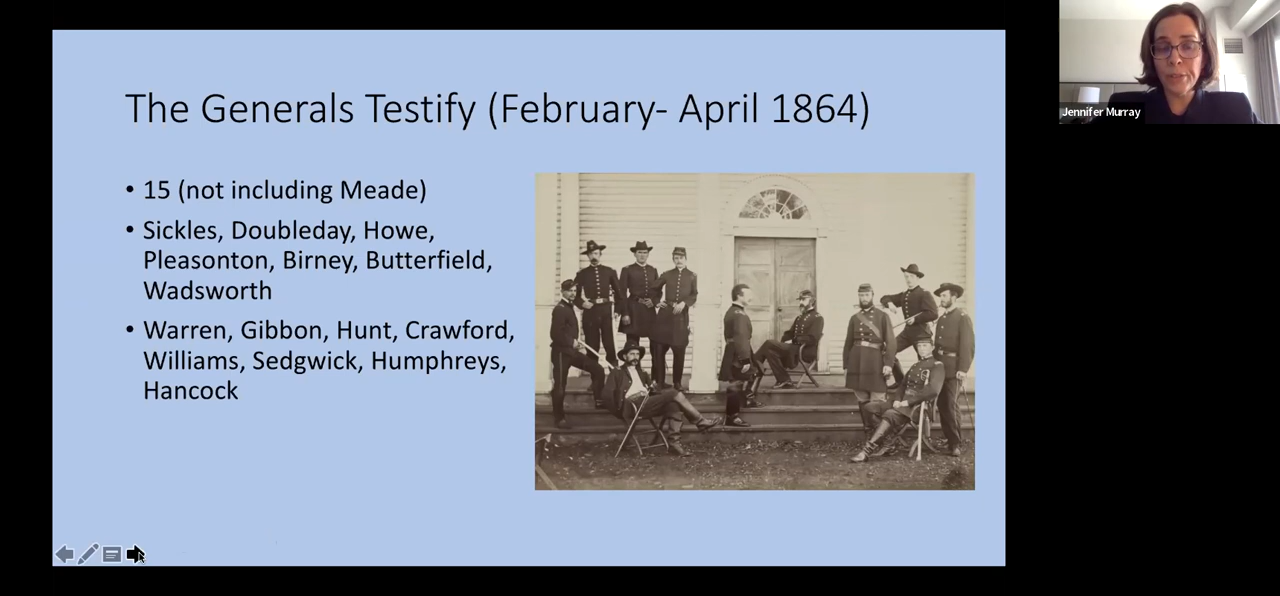 The Generals Testify (February- April 1864)
• 15 (not including Meade)
• Sickles, Doubleday, Howe,
Pleasonton, Birney, Butterfield,
Wadsworth
• Warren, Gibbon, Hunt, Crawford,
Williams, Sedgwick, Humphreys,
Hancock
Jennifer Murray